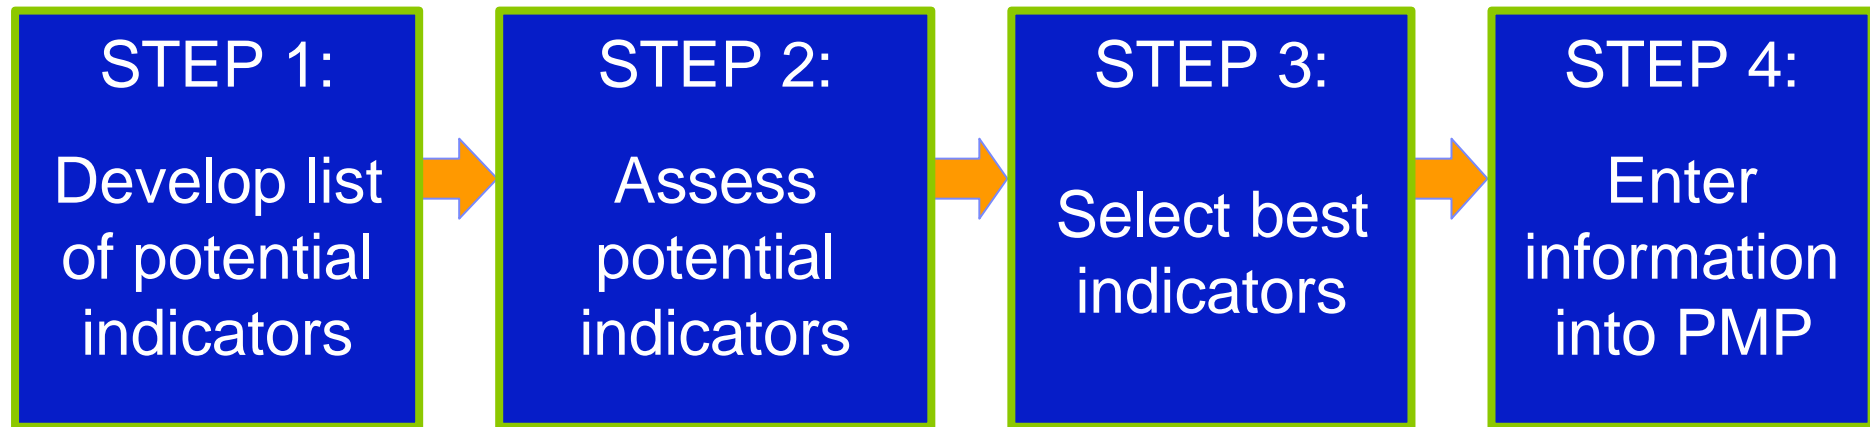 STEP 1:
Develop list
of potential
indicators
STEP 2:
Assess
potential
indicators
STEP 3:
Select best
indicators
STEP 4:
Enter
information
into PMP